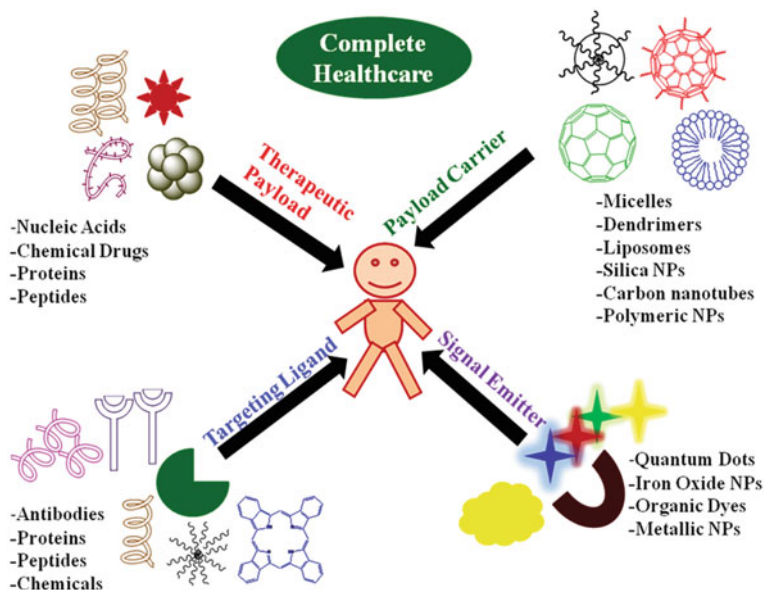 Complete
Healthcare
Therapeutic
Payload
-Nucleic Acids
-Chemical Drugs
-Proteins
-Peptides
Payload Carrier
-Micelles
-Dendrimers
-Liposomes
-Silica NPs
-Carbon nanotubes
-Polymeric NPs
Targeting Ligand
-Antibodies
-Proteins
-Peptides
-Chemicals
Signal Emitter
-Quantum Dots
-Iron Oxide NPs
-Organic Dyes
-Metallic NPs